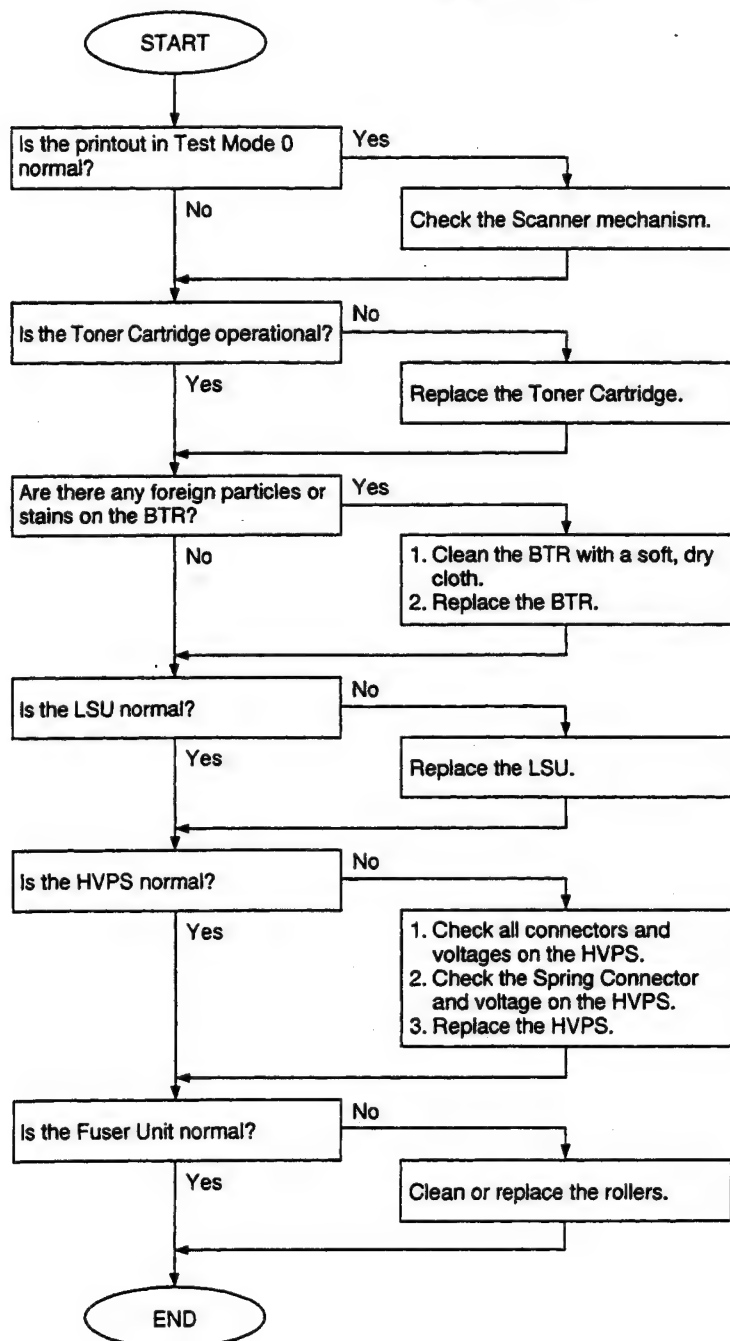 START
Is the printout in Test Mode 0
normal?
Yes
No
Check the Scanner mechanism.
Is the Toner Cartridge operational?
No
Yes
Replace the Toner Cartridge.
Are there any foreign particles or
stains on the BTR?
Yes
No
1. Clean the BTR with a soft, dry
cloth.
2. Replace the BTR.
Is the LSU normal?
No
Yes
Replace the LSU.
Is the HVPS normal?
No
Yes
1. Check all connectors and
voltages on the HVPS.
2. Check the Spring Connector
and voltage on the HVPS.
3. Replace the HVPS.
Is the Fuser Unit normal?
No
Yes
Clean or replace the rollers.
END